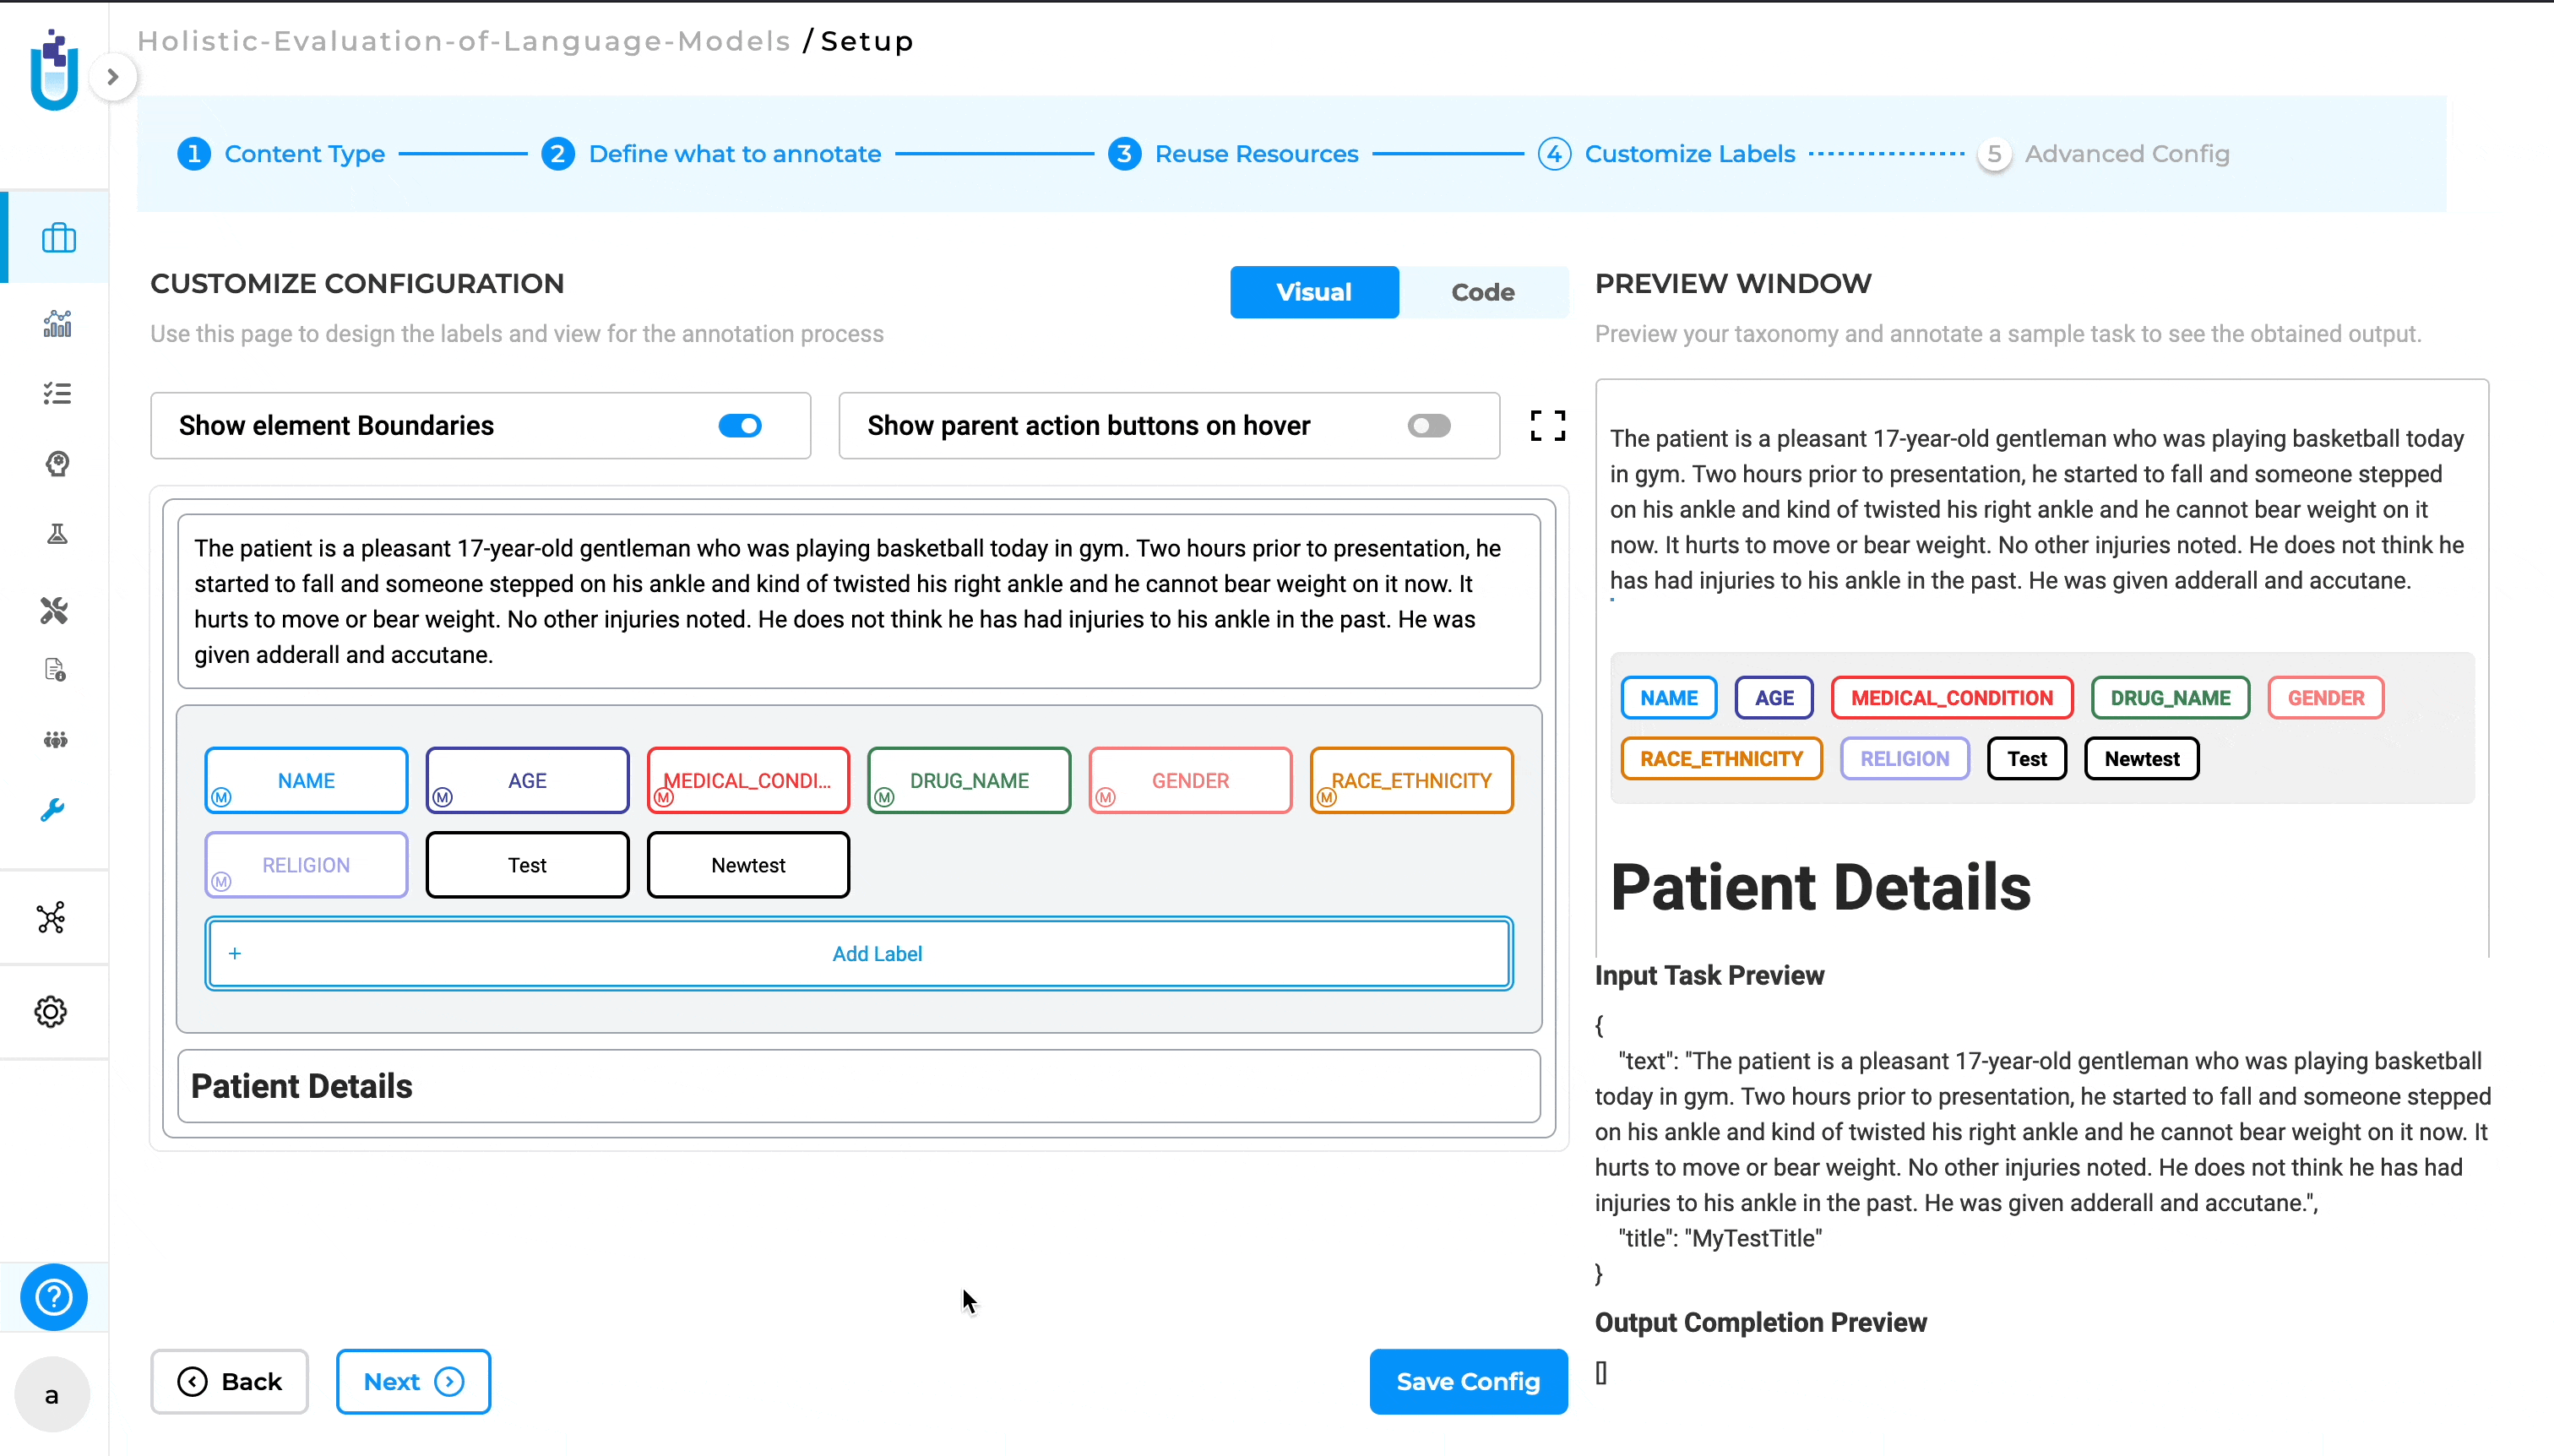 Holistic-Evaluation-of-Language-Models / Setup
1 Content Type 2 Define what to annotate 3 Reuse Resources 4 Customize Labels 5 Advanced Config
CUSTOMIZE CONFIGURATION
Visual Code
Use this page to design the labels and view for the annotation process
Show element Boundaries
Show parent action buttons on hover
The patient is a pleasant 17-year-old gentleman who was playing basketball today in gym. Two hours prior to presentation, he
started to fall and someone stepped on his ankle and kind of twisted his right ankle and he cannot bear weight on it now. It
hurts to move or bear weight. No other injuries noted. He does not think he has had injuries to his ankle in the past. He was
given adderall and accutane.
M NAME M AGE M MEDICAL_CONDI... M DRUG_NAME M GENDER M RACE_ETHNICITY
M RELIGION Test Newtest
+ Add Label
Patient Details
Back Next Save Config
PREVIEW WINDOW
Preview your taxonomy and annotate a sample task to see the obtained output.
The patient is a pleasant 17-year-old gentleman who was playing basketball today
in gym. Two hours prior to presentation, he started to fall and someone stepped
on his ankle and kind of twisted his right ankle and he cannot bear weight on it
now. It hurts to move or bear weight. No other injuries noted. He does not think he
has had injuries to his ankle in the past. He was given adderall and accutane.
NAME AGE MEDICAL_CONDITION DRUG_NAME GENDER
RACE_ETHNICITY RELIGION Test Newtest
Patient Details
Input Task Preview
{
"text": "The patient is a pleasant 17-year-old gentleman who was playing basketball
today in gym. Two hours prior to presentation, he started to fall and someone stepped
on his ankle and kind of twisted his right ankle and he cannot bear weight on it now. It
hurts to move or bear weight. No other injuries noted. He does not think he has had
injuries to his ankle in the past. He was given adderall and accutane.",
"title": "MyTestTitle"
}
Output Completion Preview
[]
?
a